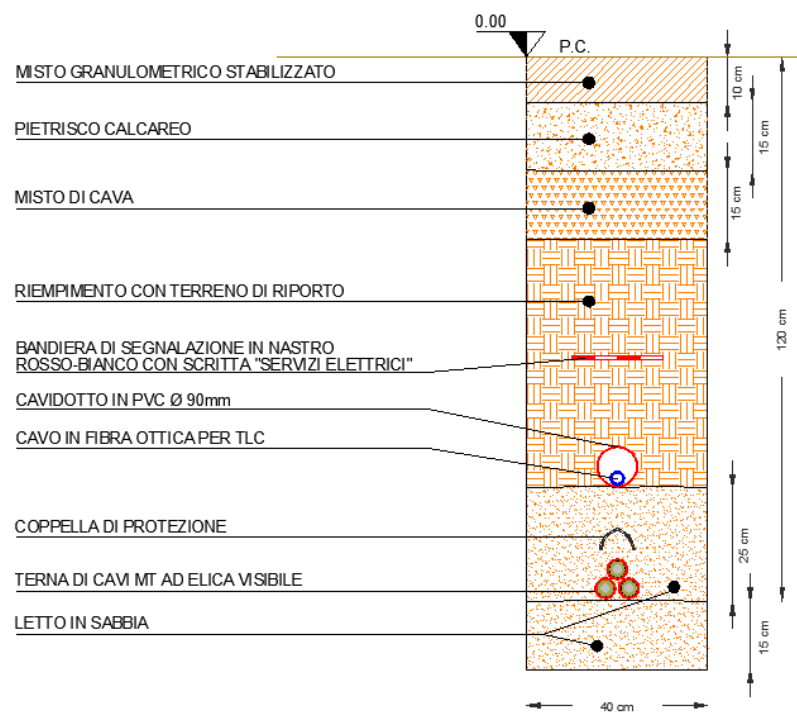 0.00
P.C.
MISTO GRANULOMETRICO STABILIZZATO
10 cm
PIETRISCO CALCAREO
15 cm
MISTO DI CAVA
15 cm
RIEMPIMENTO CON TERRENO DI RIPORTO
120 cm
BANDIERA DI SEGNALAZIONE IN NASTRO
ROSSO-BIANCO CON SCRITTA "SERVIZI ELETTRICI"
CAVIDOTTO IN PVC Ø 90mm
CAVO IN FIBRA OTTICA PER TLC
COPPELLA DI PROTEZIONE
25 cm
TERNA DI CAVI MT AD ELICA VISIBILE
LETTO IN SABBIA
15 cm
40 cm